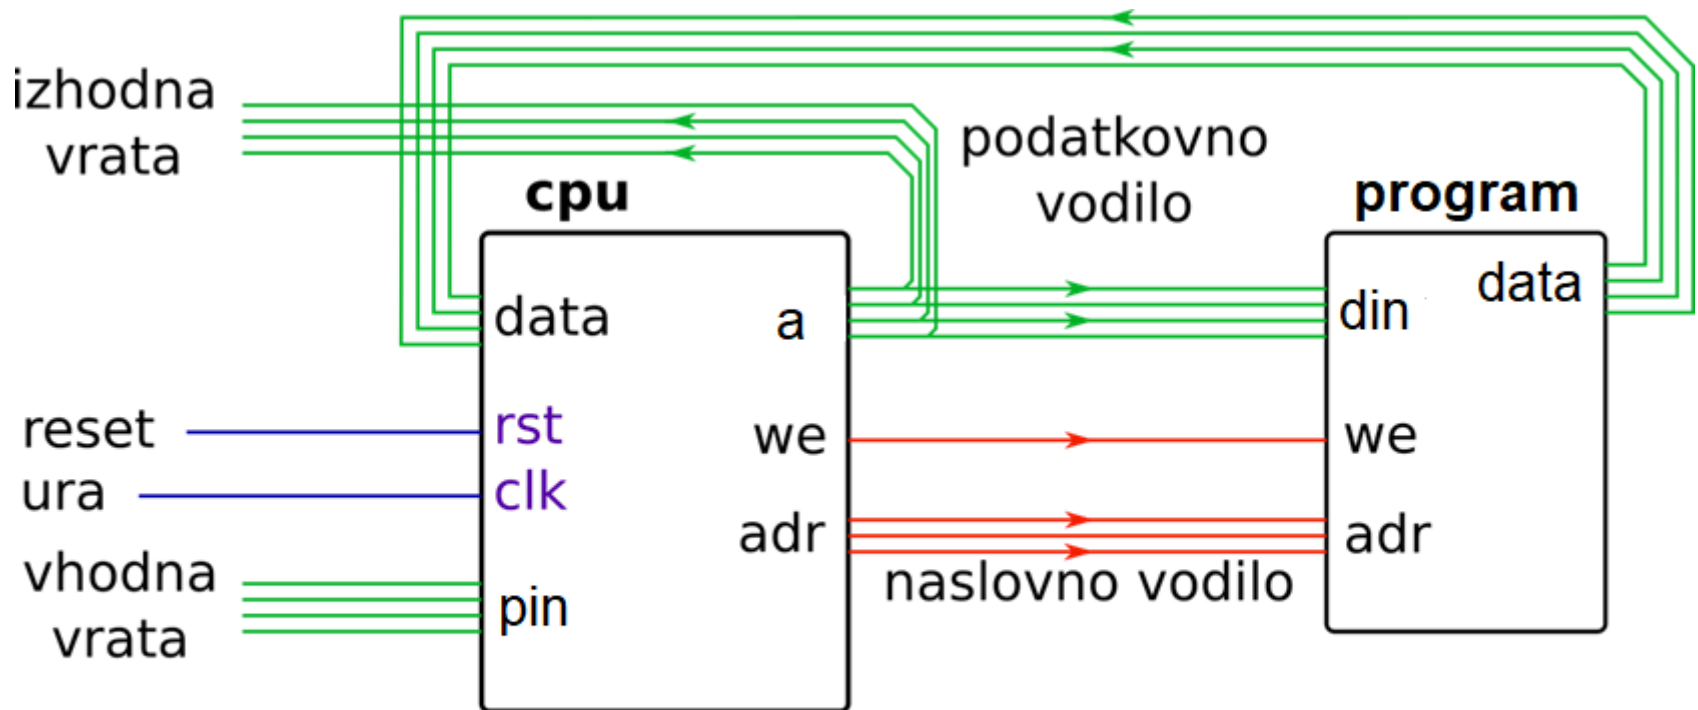 izhodna
vrata
podatkovno
vodilo
cpu
program
data
a
din
data
reset
rst
we
we
ura
clk
adr
adr
vhodna
vrata
pin
naslovno vodilo